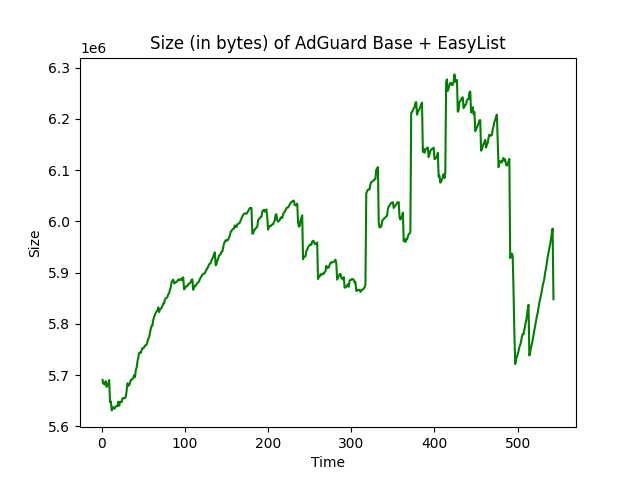 Size (in bytes) of AdGuard Base + EasyList
1e6
6.3
6.2
6.1
6.0
5.9
5.8
5.7
5.6
Size
0 100 200 300 400 500
Time